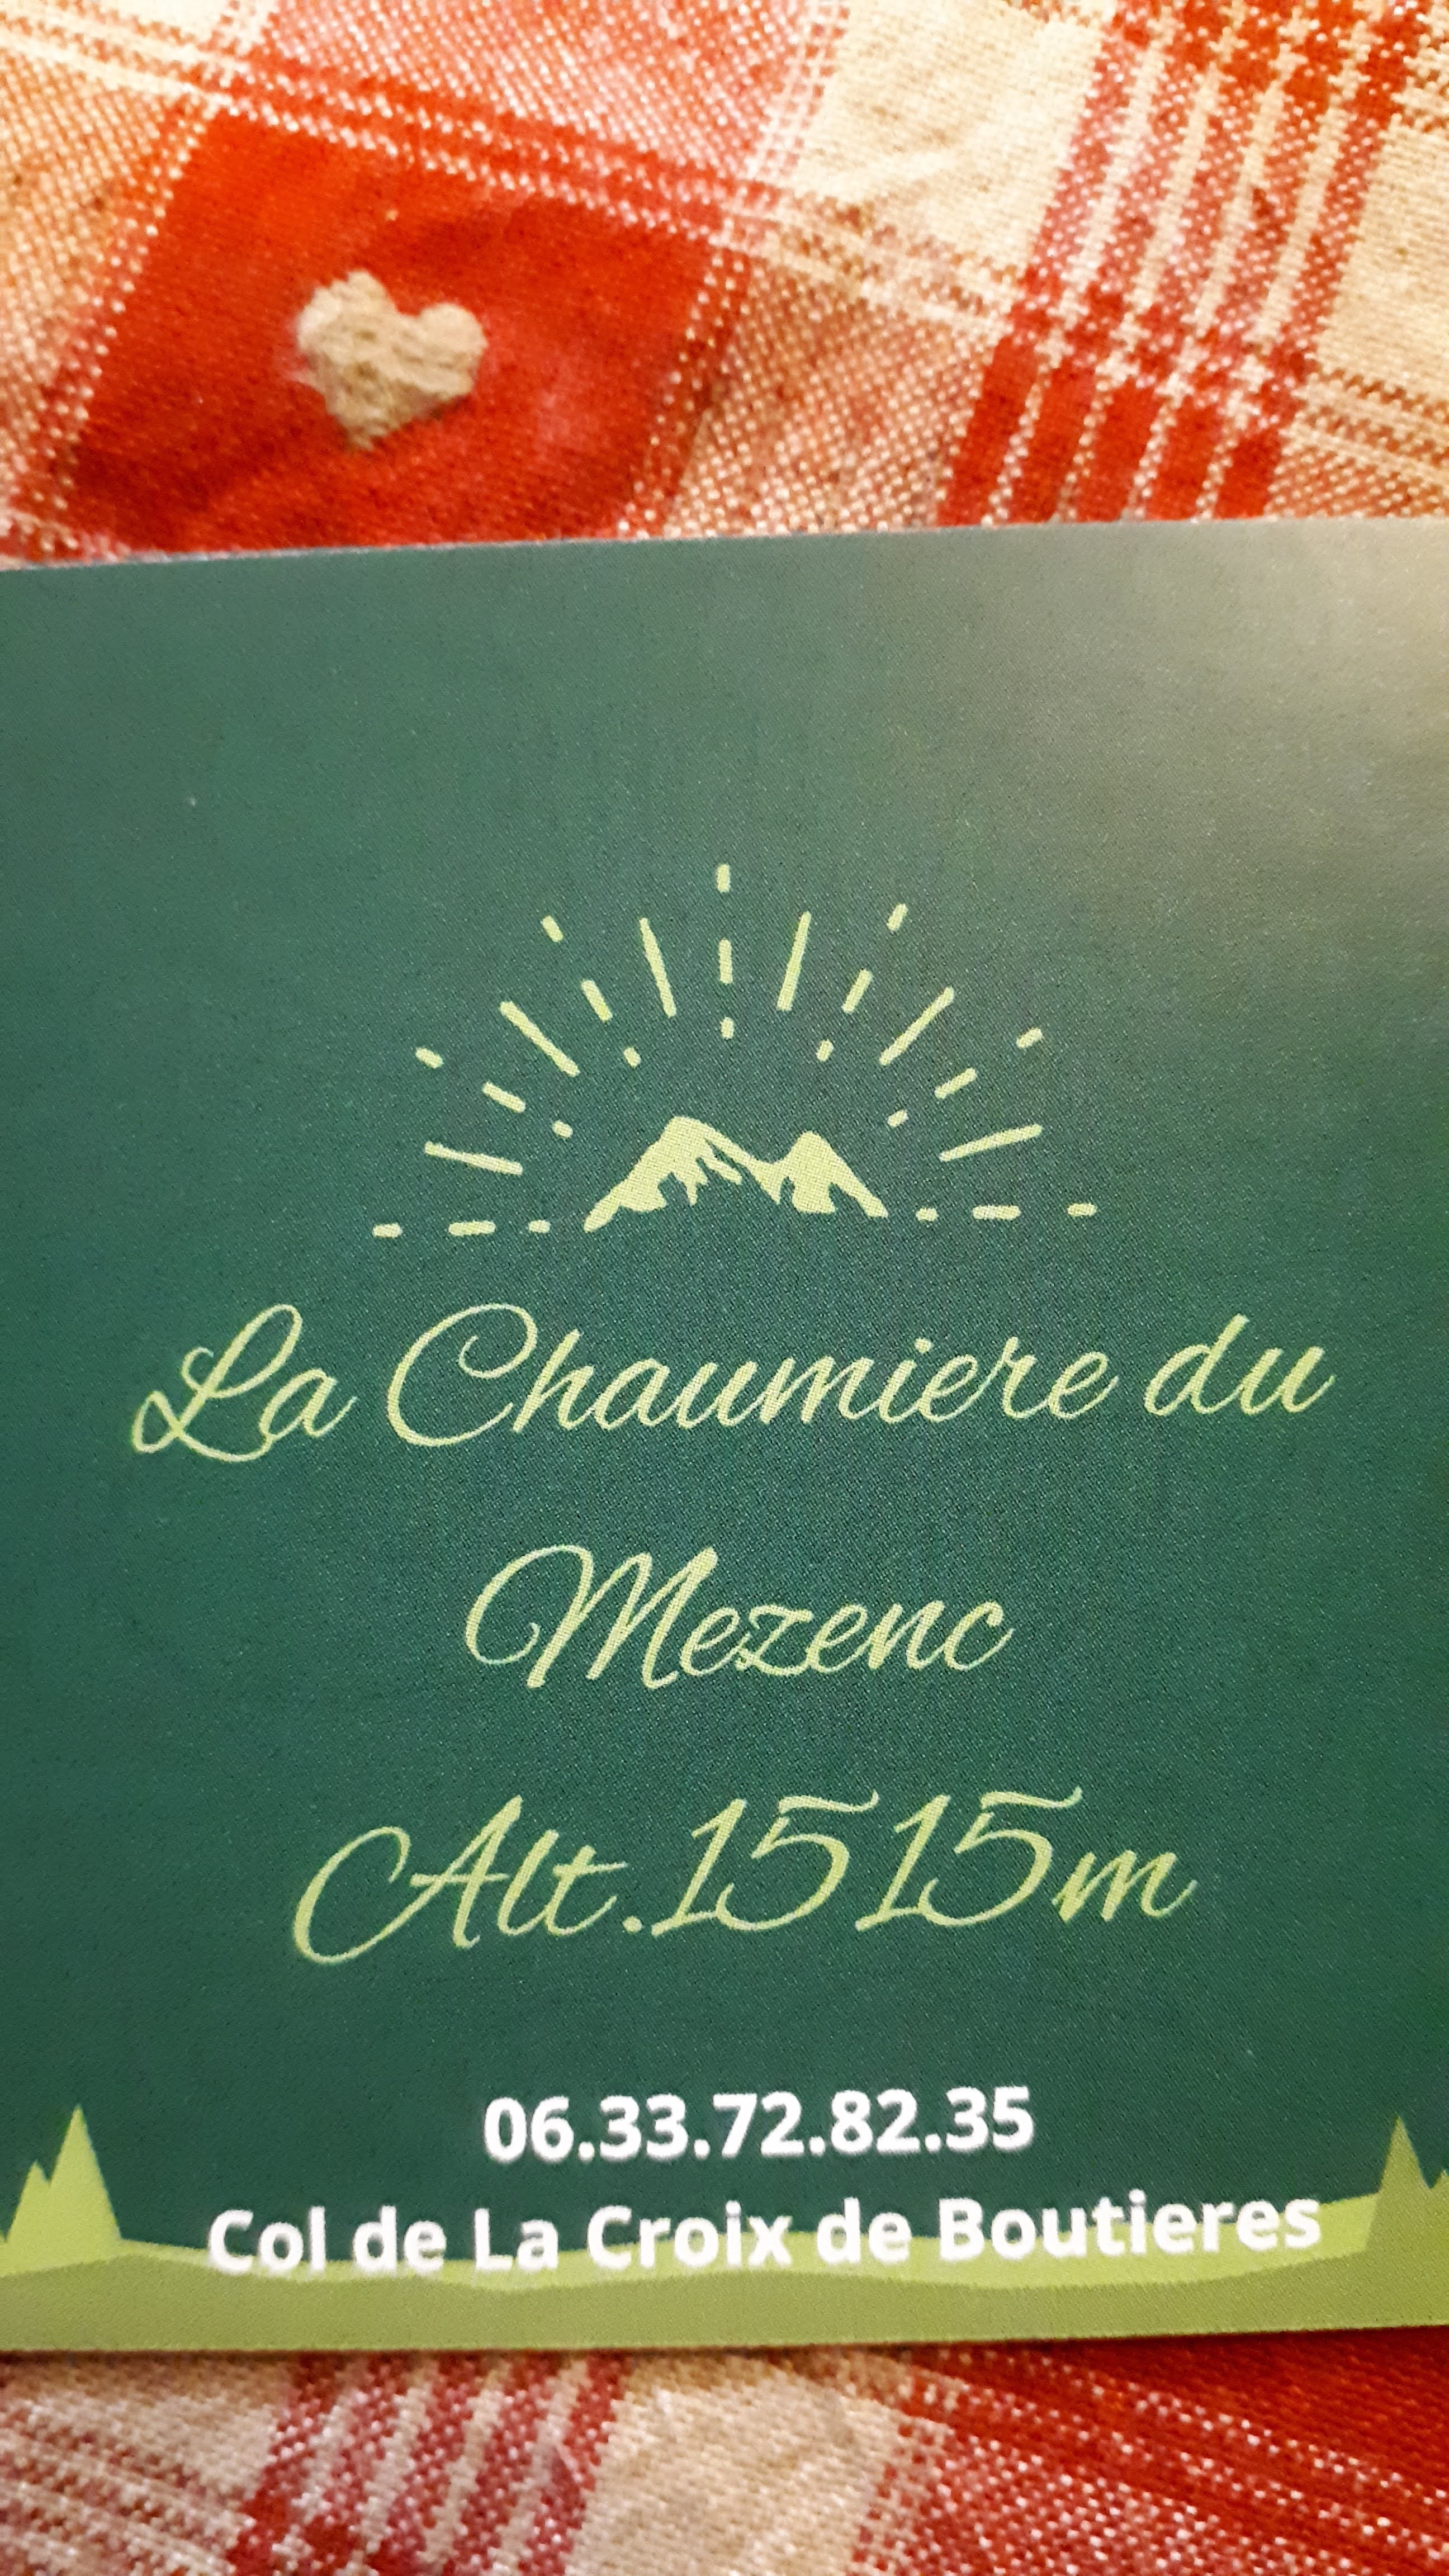 La Chaumiere du
Mezenc
Alt.1515m
06.33.72.82.35
Col de La Croix de Boutieres